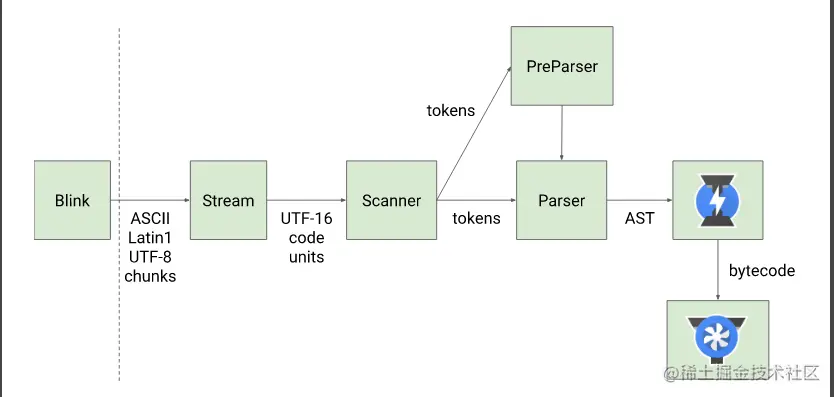 PreParser
tokens
Blink
Stream
Scanner
Parser
ASCII
Latin1
UTF-8
chunks
UTF-16
code
units
tokens
AST
bytecode
@稀土掘金技术社区